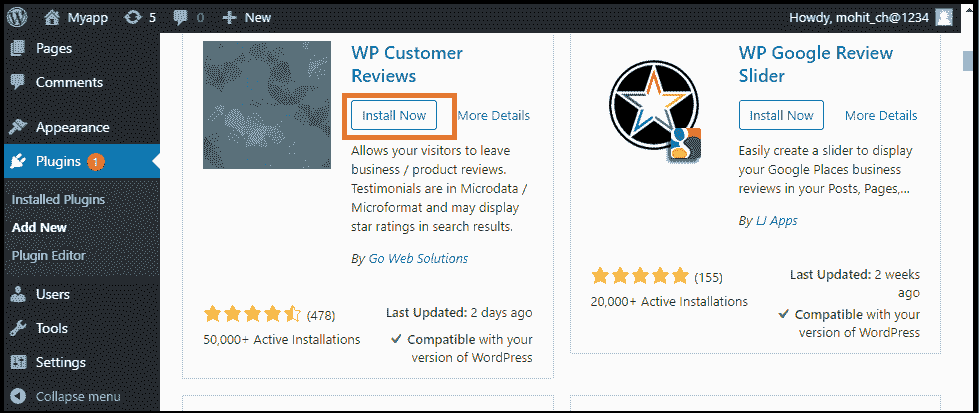 Myapp 5 0 + New Howdy, mohit_ch@1234
Pages
Comments
Appearance
Plugins 1
Installed Plugins
Add New
Plugin Editor
Users
Tools
Settings
Collapse menu
WP Customer
Reviews
Install Now More Details
Allows your visitors to leave
business / product reviews.
Testimonials are in Microdata /
Microformat and may display
star ratings in search results.
By Go Web Solutions
(478)
50,000+ Active Installations
Last Updated: 2 days ago
Compatible with your
version of WordPress
WP Google Review
Slider
Install Now More Details
Easily create a slider to display
your Google Places business
reviews in your Posts, Pages,...
By LJ Apps
(155)
20,000+ Active Installations
Last Updated: 2 weeks
ago
Compatible with your
version of WordPress